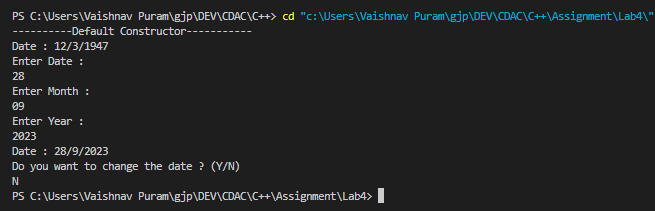 PS C:\Users\Vaishnav Puram\gjp\DEV\CDAC\C++> cd "c:\Users\Vaishnav Puram\gjp\DEV\CDAC\C++\Assignment\Lab4\"
-----------Default Constructor------------
Date : 12/3/1947
Enter Date :
28
Enter Month :
09
Enter Year :
2023
Date : 28/9/2023
Do you want to change the date ? (Y/N)
N
PS C:\Users\Vaishnav Puram\gjp\DEV\CDAC\C++\Assignment\Lab4>